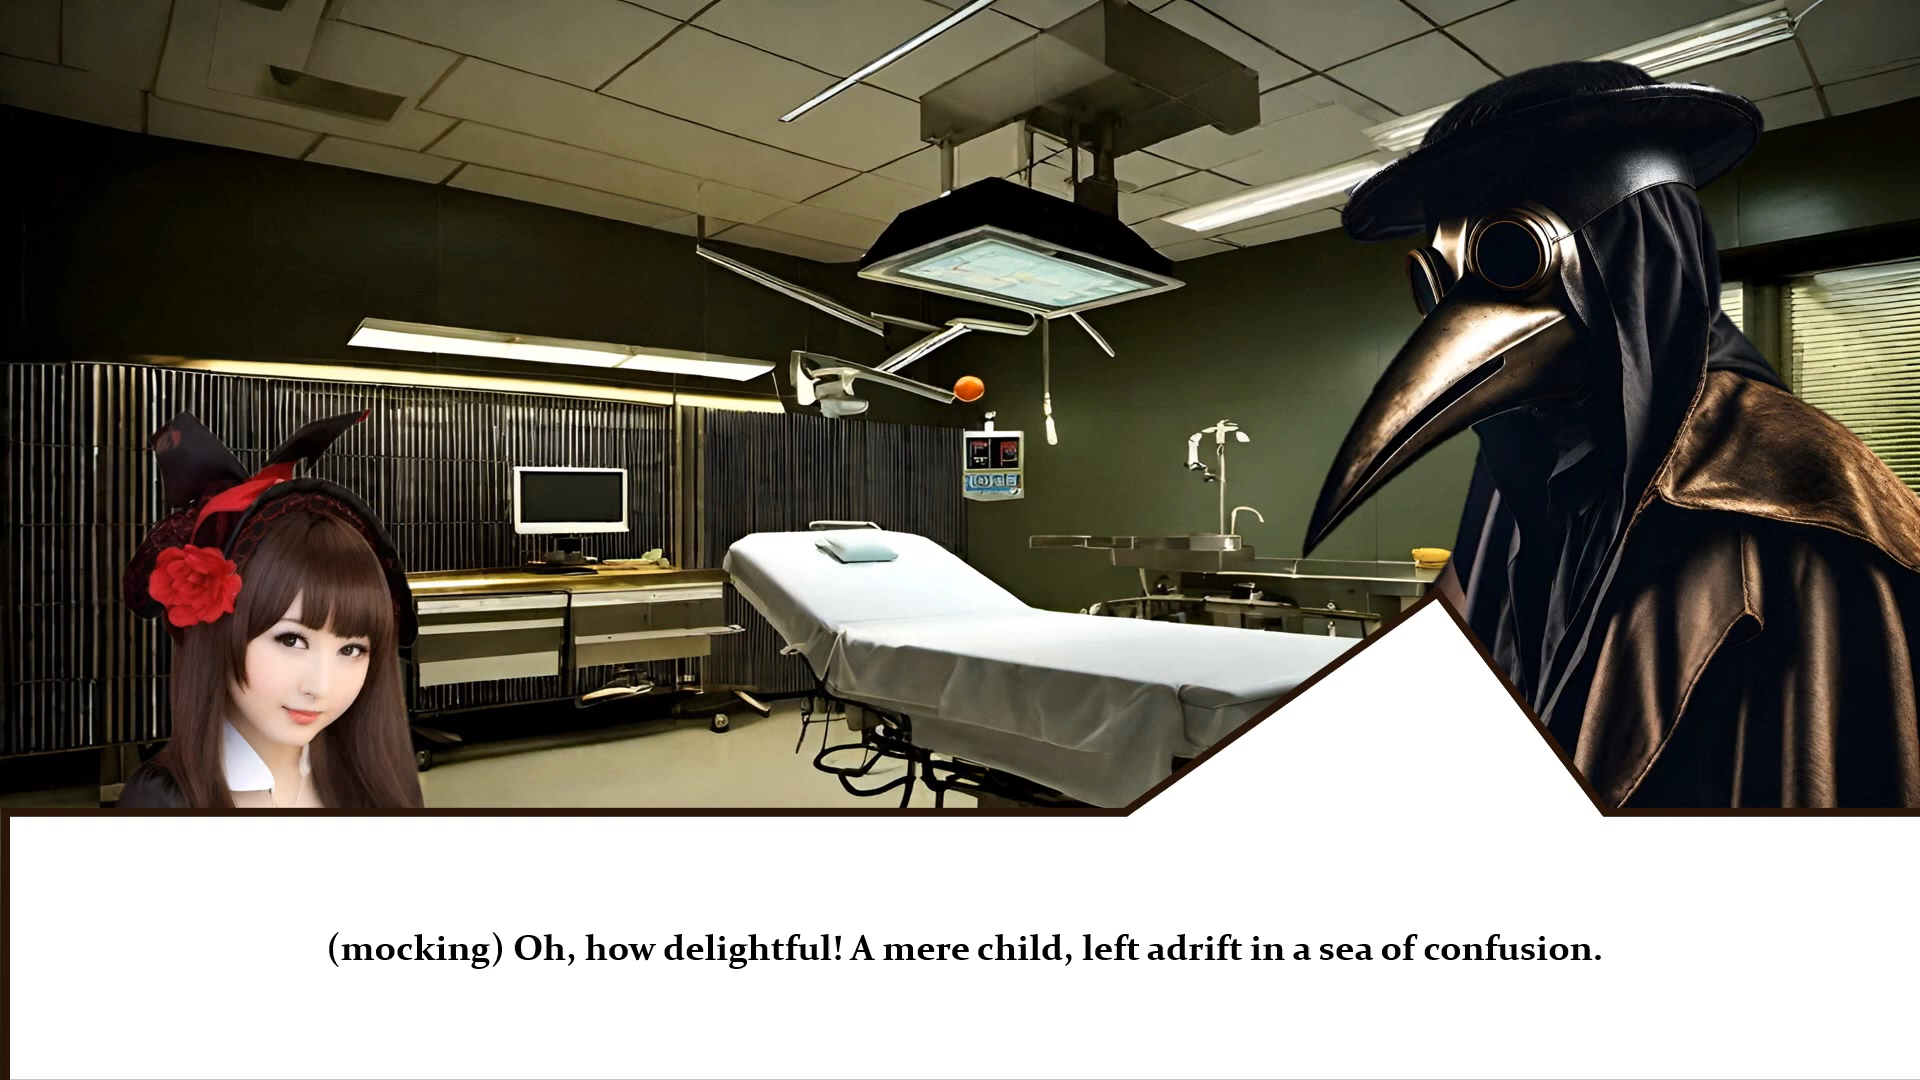 (mocking) Oh, how delightful! A mere child, left adrift in a sea of confusion.